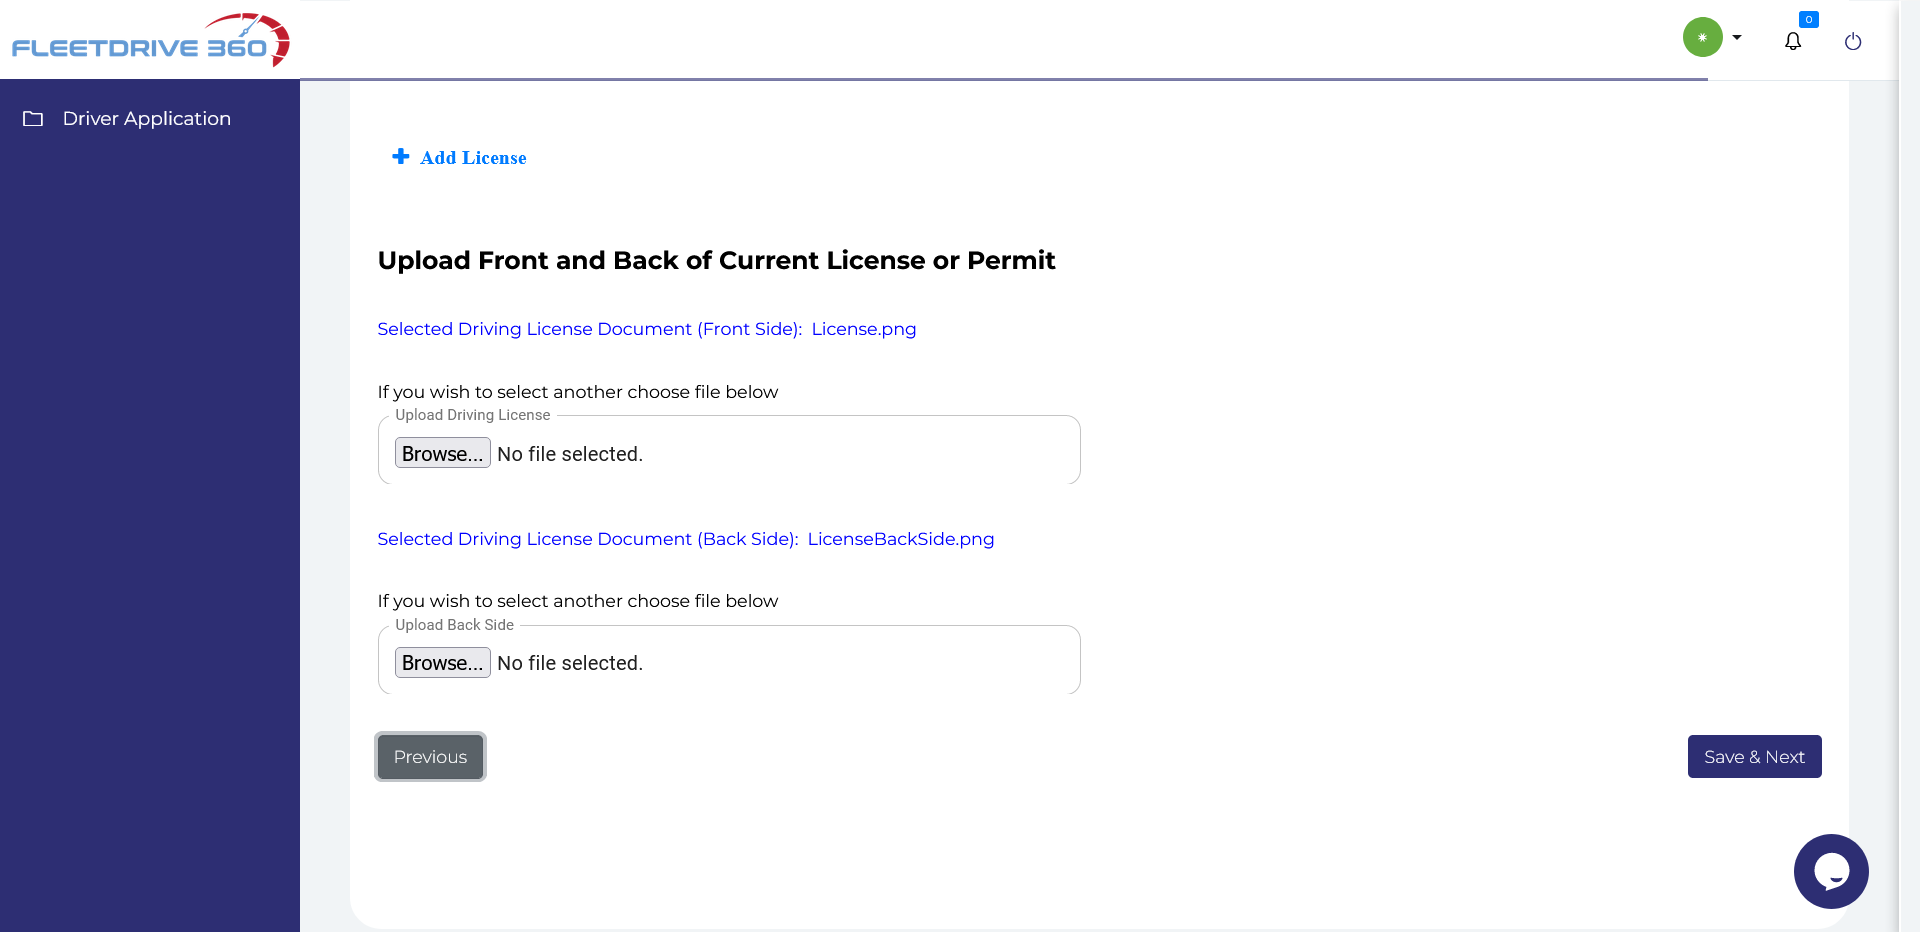 FLEETDRIVE 360
0
Driver Application
Add License
Upload Front and Back of Current License or Permit
Selected Driving License Document (Front Side): License.png
If you wish to select another choose file below
Upload Driving License
Browse... No file selected.
Selected Driving License Document (Back Side): LicenseBackSide.png
If you wish to select another choose file below
Upload Back Side
Browse... No file selected.
Previous
Save & Next